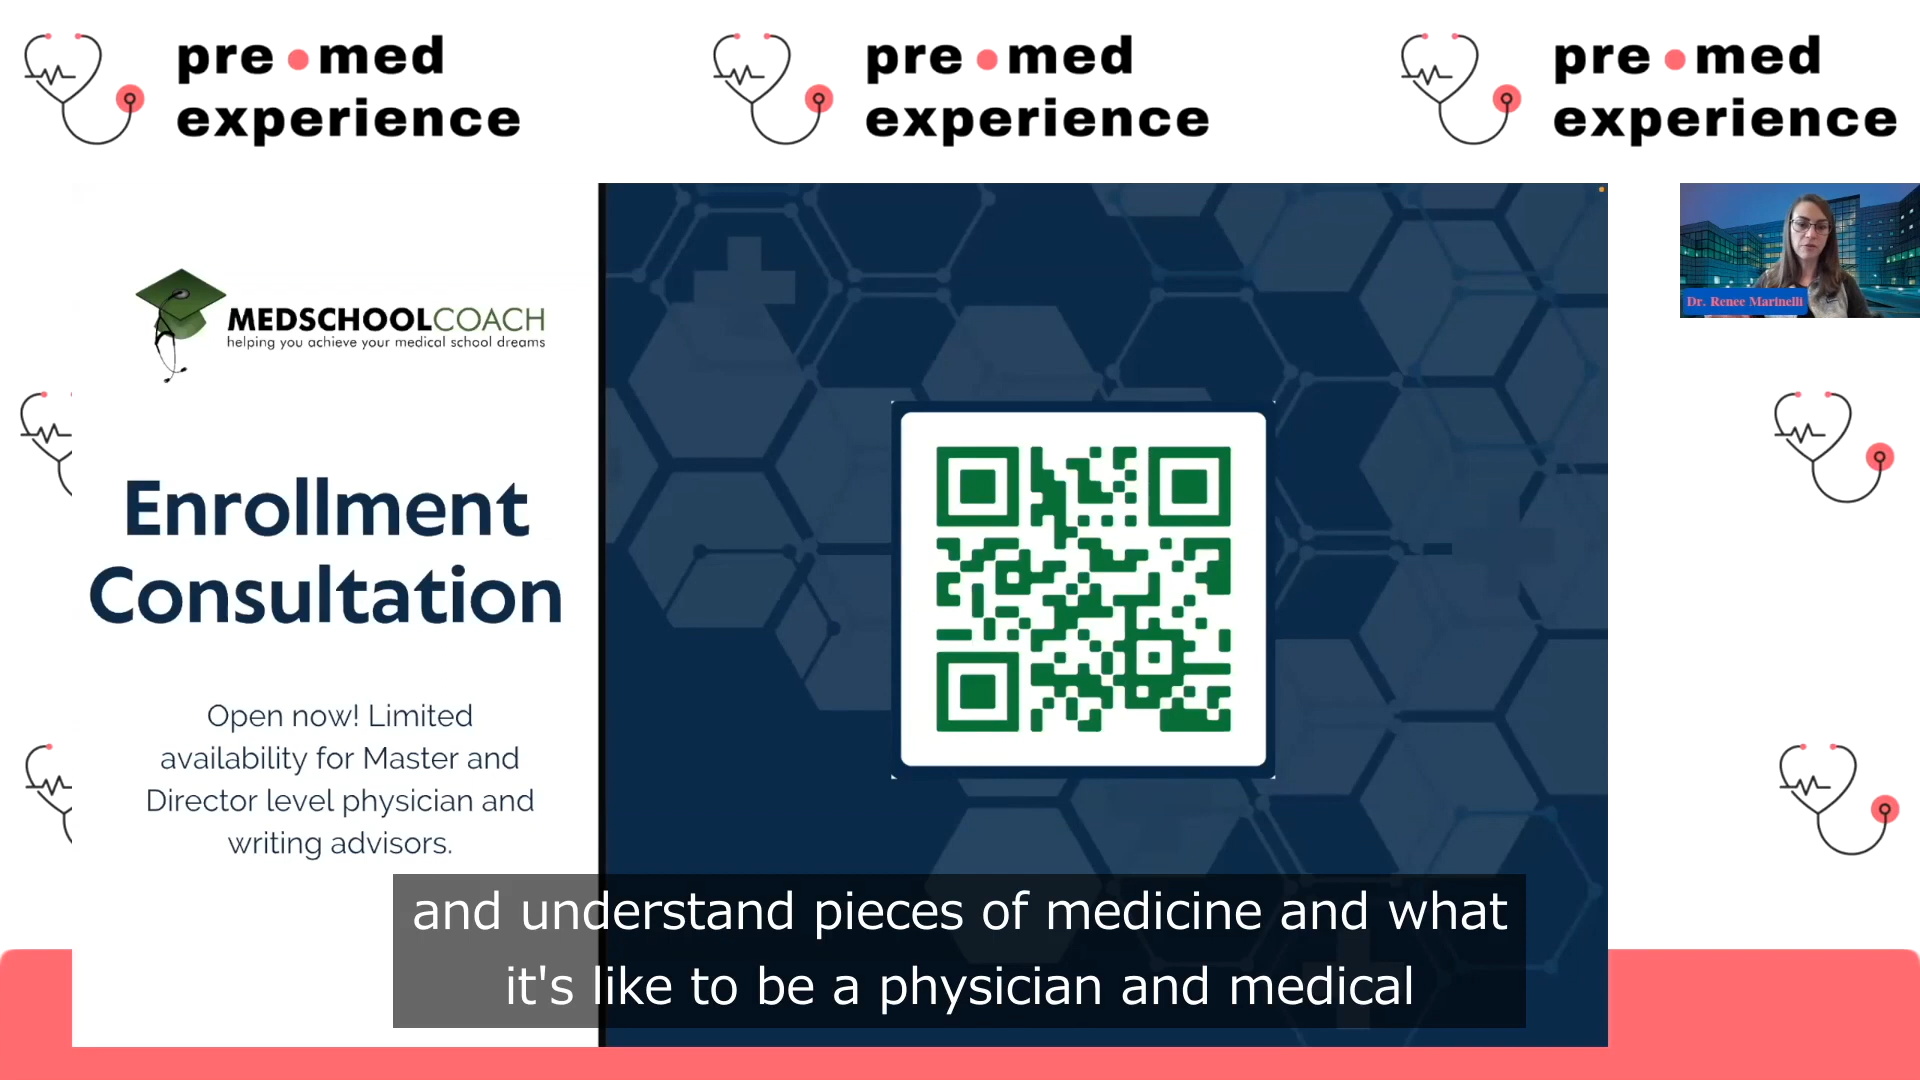 pre med
experience
pre med
experience
pre med
experience
Dr. Renee Marinelli
MEDSCHOOLCOACH
helping you achieve your medical school dreams
Enrollment
Consultation
Open now! Limited
availability for Master and
Director level physician and
writing advisors.
and understand pieces of medicine and what
it's like to be a physician and medical